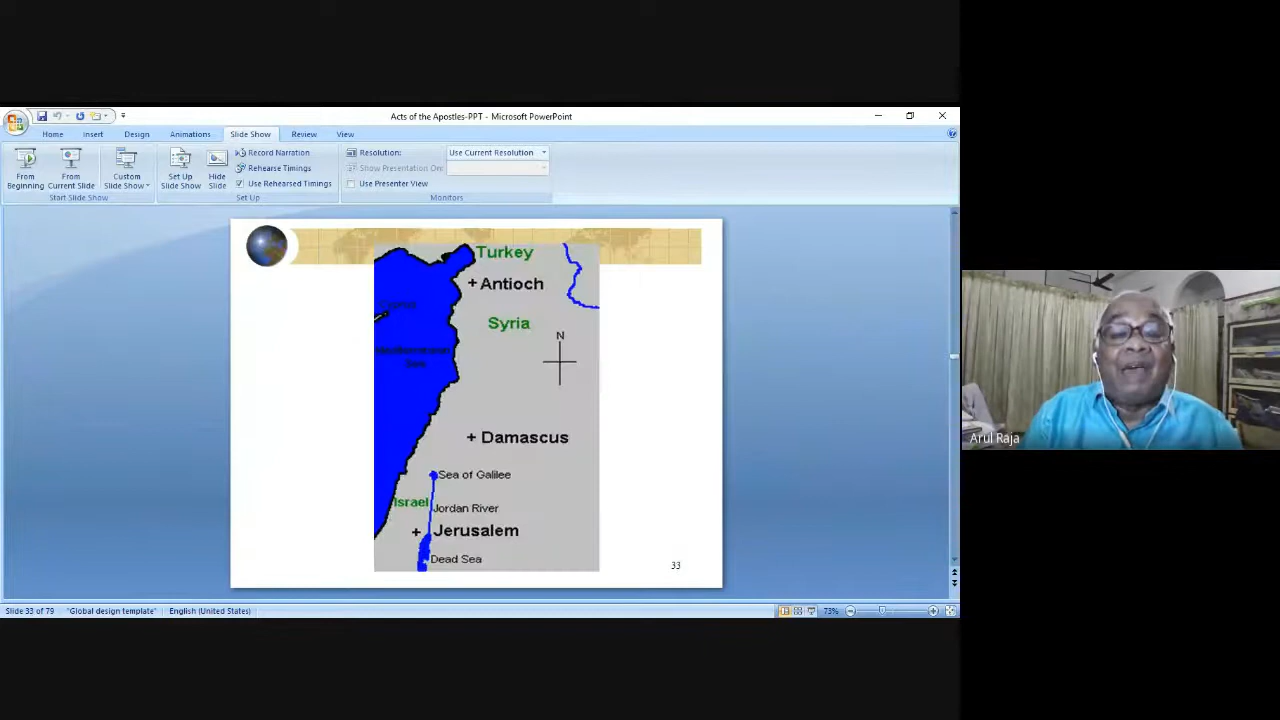 Acts of the Apostles-PPT - Microsoft PowerPoint
Home Insert Design Animations Slide Show Review View
From Beginning
From Current Slide
Custom Slide Show
Start Slide Show
Set Up Slide Show
Hide Slide
Record Narration
Rehearse Timings
Use Rehearsed Timings
Set Up
Resolution: Use Current Resolution
Show Presentation On:
Use Presenter View
Monitors
Turkey
+ Antioch
Cyprus
Syria
N
Mediterranean
Sea
+ Damascus
Sea of Galilee
Israel
Jordan River
+ Jerusalem
Dead Sea
33
Arul Raja
Slide 33 of 79 "Global design template" English (United States) 73%